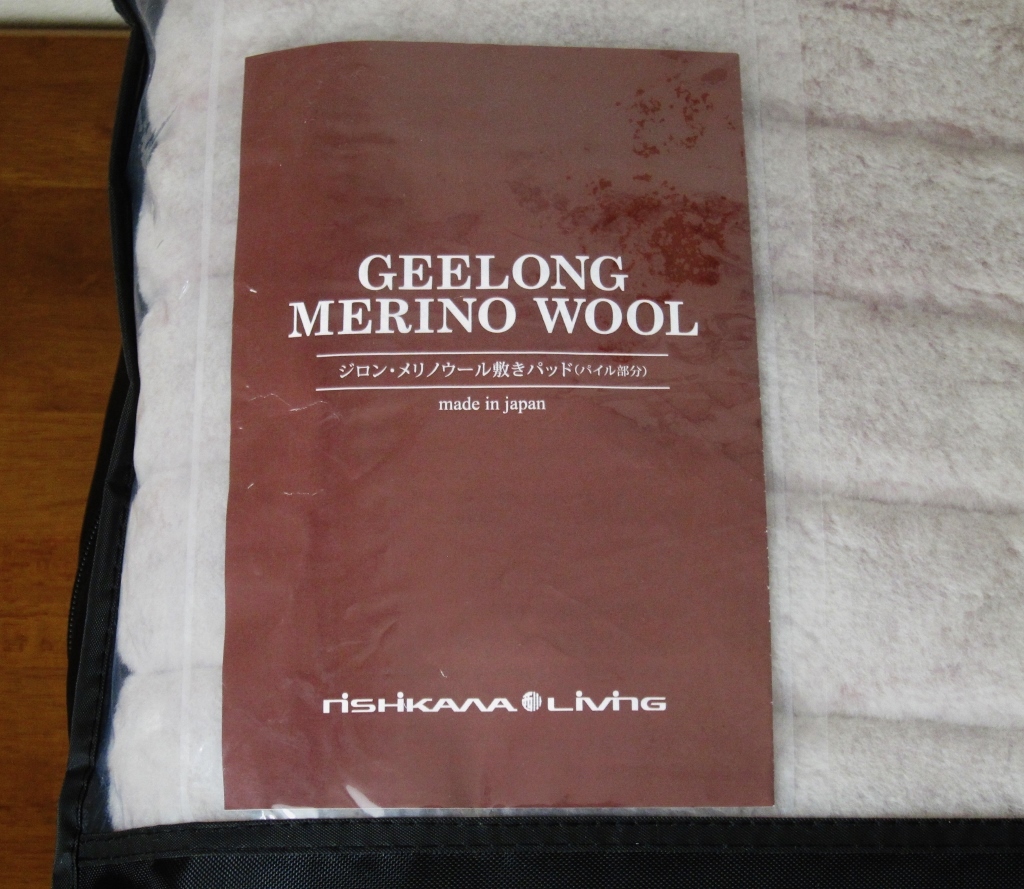 GEELONG
MERINO WOOL
ジロン・メリノウール敷きパッド(パイル部分)
made in japan
nishikawa Living